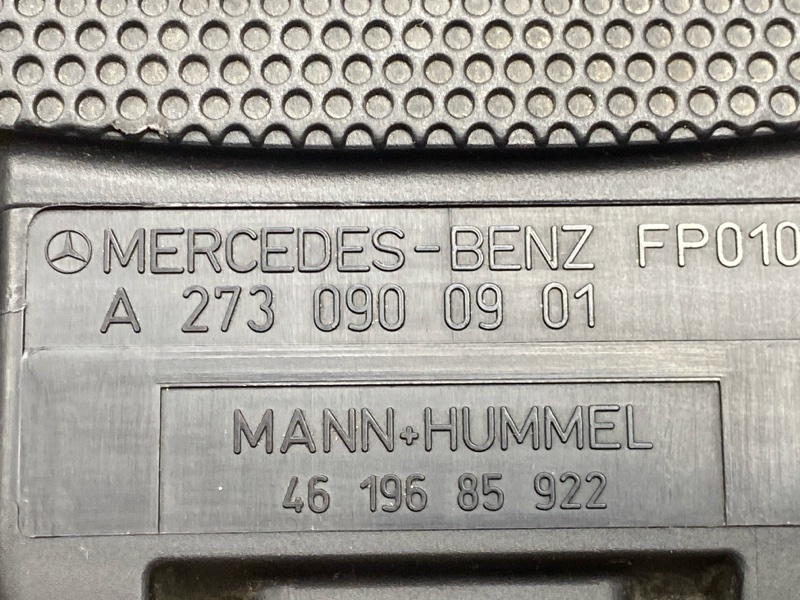 MERCEDES-BENZ FP010
A 273 090 09 01
MANN+HUMMEL
46 196 85 922